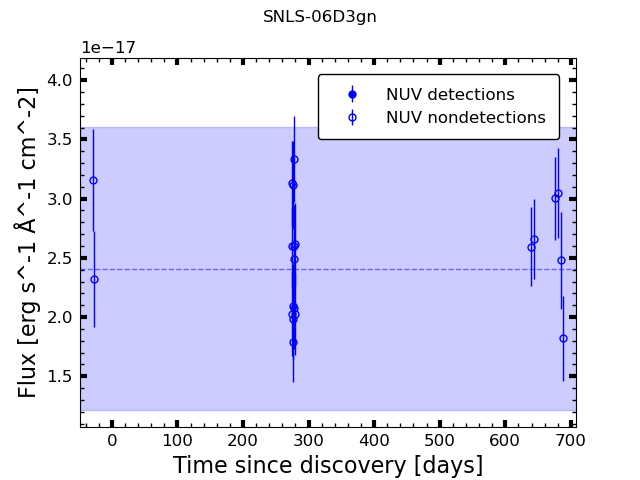 SNLS-06D3gn
1e−17
4.0
3.5
3.0
2.5
2.0
1.5
Flux [erg s^-1 Å^-1 cm^-2]
NUV detections
NUV nondetections
0 100 200 300 400 500 600 700
Time since discovery [days]